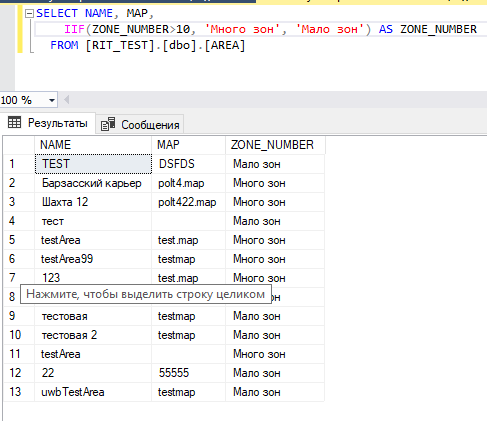 SELECT NAME, MAP,
IIF(ZONE_NUMBER>10, 'Много зон', 'Мало зон') AS ZONE_NUMBER
FROM [RIT_TEST].[dbo].[AREA]
100 %
Результаты Сообщения
NAME MAP ZONE_NUMBER
1 TEST DSFDS Мало зон
2 Барзасский карьер polt4.map Много зон
3 Шахта 12 polt422.map Много зон
4 тест Мало зон
5 testArea test.map Много зон
6 testArea99 testmap Много зон
7 123 test.map Много зон
Нажмите, чтобы выделить строку целиком
8 зон
9 тестовая testmap Мало зон
10 тестовая 2 testmap Мало зон
11 testArea Много зон
12 22 55555 Мало зон
13 uwbTestArea testmap Мало зон